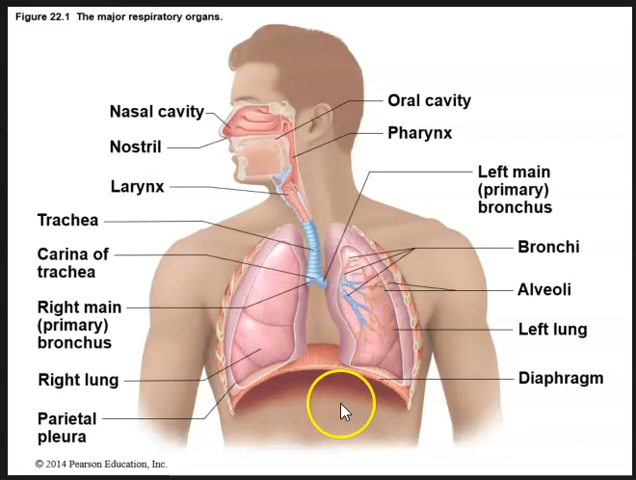 Figure 22.1 The major respiratory organs.
Nasal cavity
Nostril
Larynx
Trachea
Carina of
trachea
Right main
(primary)
bronchus
Right lung
Parietal
pleura
Oral cavity
Pharynx
Left main
(primary)
bronchus
Bronchi
Alveoli
Left lung
Diaphragm
© 2014 Pearson Education, Inc.